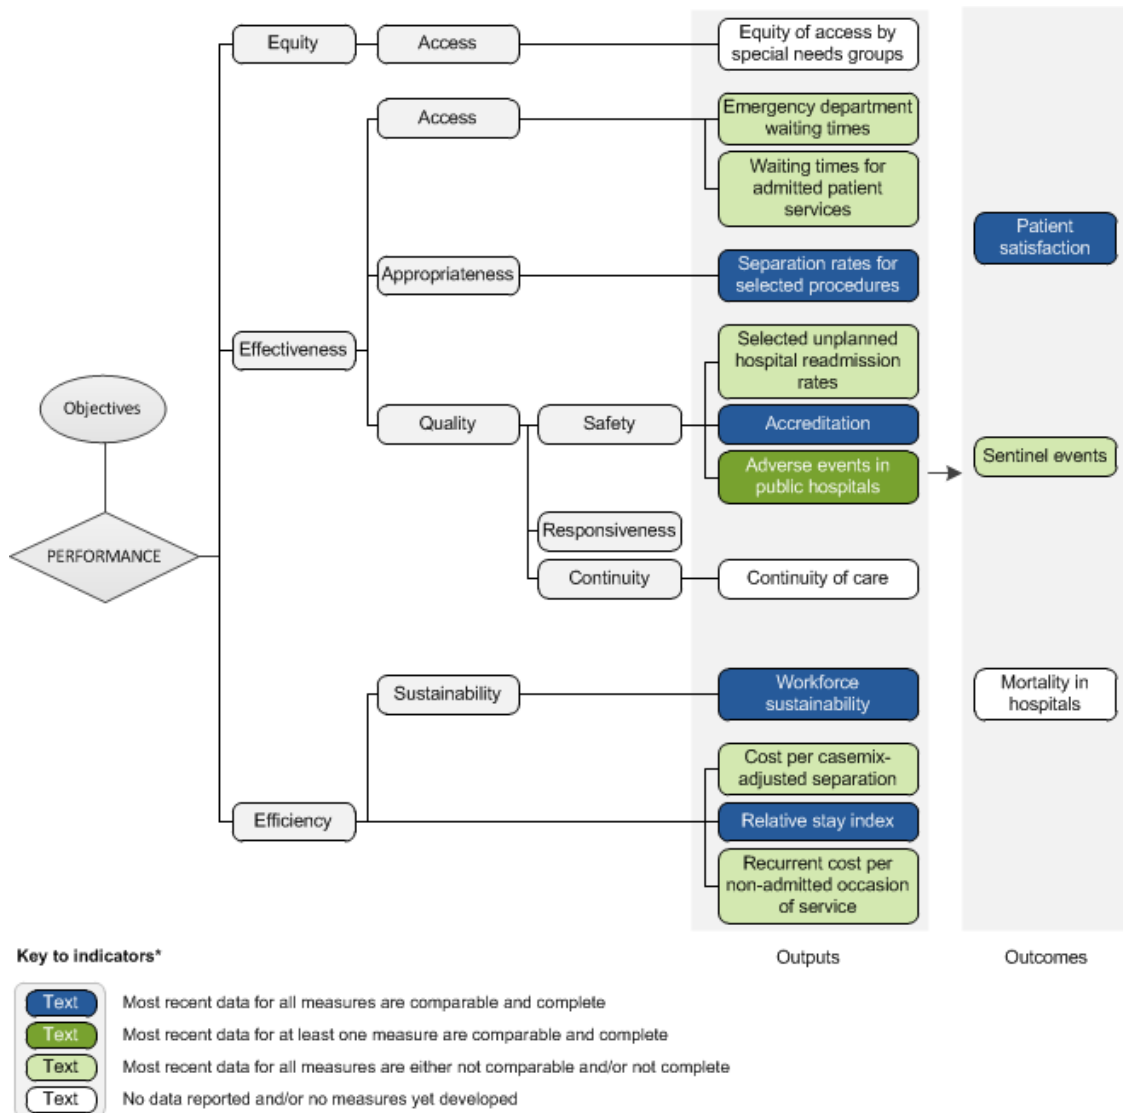 Equity
Access
Equity of access by
special needs groups
Access
Emergency department
waiting times
Waiting times for
admitted patient
services
Patient
satisfaction
Appropriateness
Separation rates for
selected procedures
Effectiveness
Selected unplanned
hospital readmission
rates
Objectives
Quality
Safety
Accreditation
Adverse events in
public hospitals
Sentinel events
Responsiveness
PERFORMANCE
Continuity
Continuity of care
Sustainability
Workforce
sustainability
Mortality in
hospitals
Cost per casemix-
adjusted separation
Efficiency
Relative stay index
Recurrent cost per
non-admitted occasion
of service
Outputs
Outcomes
Key to indicators*
Text Most recent data for all measures are comparable and complete
Text Most recent data for at least one measure are comparable and complete
Text Most recent data for all measures are either not comparable and/or not complete
Text No data reported and/or no measures yet developed